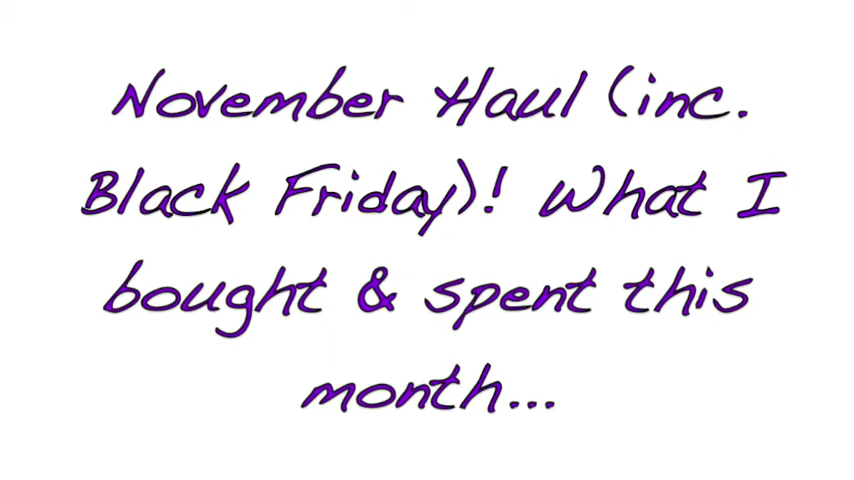 November Haul (inc.
Black Friday)! What I
bought & spent this
month...